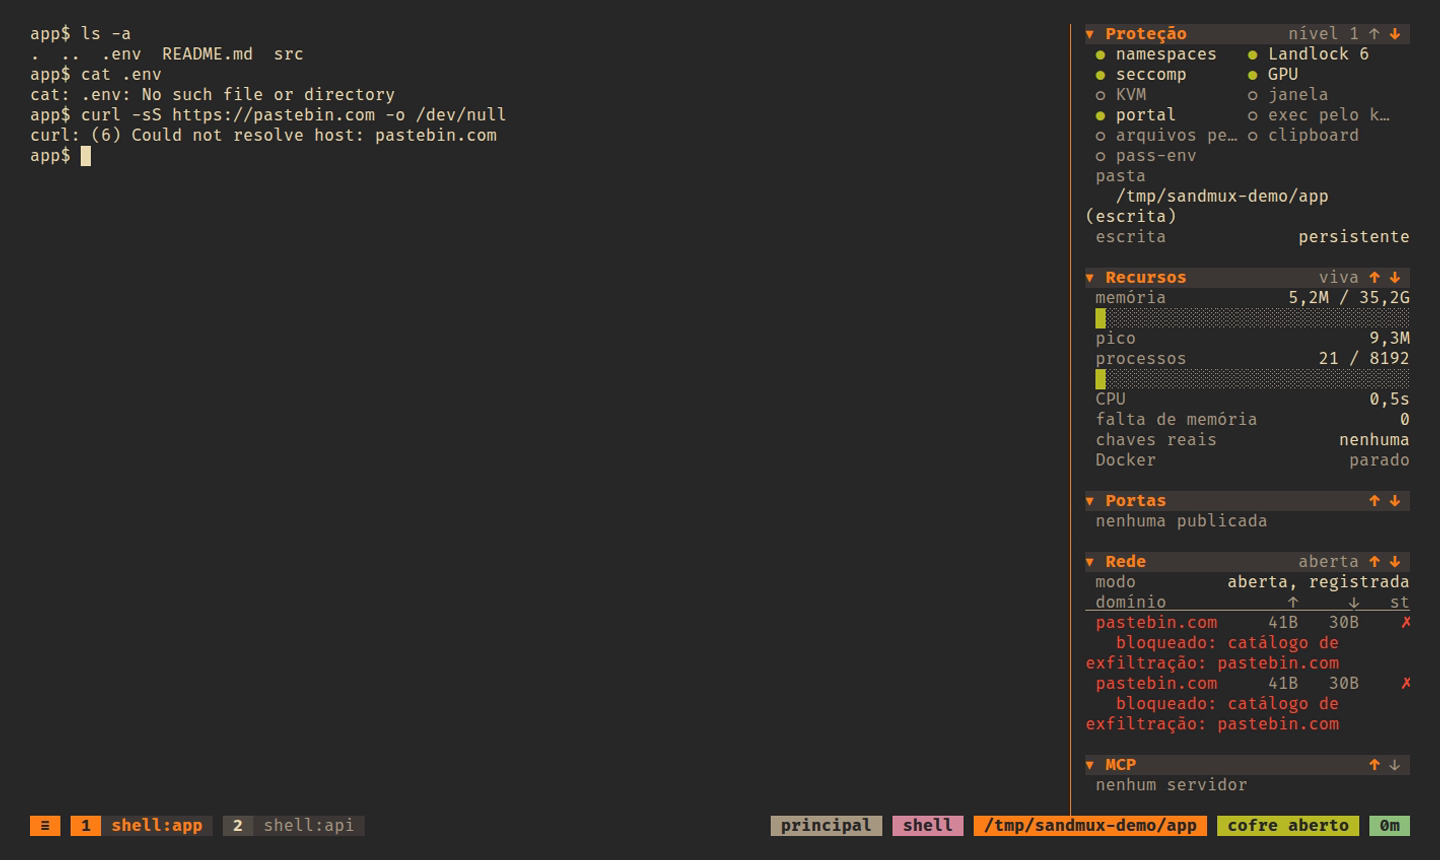 app$ ls -a
.  ..  .env  README.md  src
app$ cat .env
cat: .env: No such file or directory
app$ curl -sS https://pastebin.com -o /dev/null
curl: (6) Could not resolve host: pastebin.com
app$
▼ Proteção nível 1 ↑ ↓
● namespaces ● Landlock 6
● seccomp ● GPU
○ KVM ○ janela
● portal ○ exec pelo k…
○ arquivos pe… ○ clipboard
○ pass-env
pasta
/tmp/sandmux-demo/app
(escrita)
escrita persistente
▼ Recursos viva ↑ ↓
memória 5,2M / 35,2G
pico 9,3M
processos 21 / 8192
CPU 0,5s
falta de memória 0
chaves reais nenhuma
Docker parado
▼ Portas ↑ ↓
nenhuma publicada
▼ Rede aberta ↑ ↓
modo aberta, registrada
domínio ↑ ↓ st
pastebin.com 41B 30B ✗
bloqueado: catálogo de
exfiltração: pastebin.com
pastebin.com 41B 30B ✗
bloqueado: catálogo de
exfiltração: pastebin.com
▼ MCP ↑ ↓
nenhum servidor
≡ 1 shell:app 2 shell:api principal shell /tmp/sandmux-demo/app cofre aberto 0m